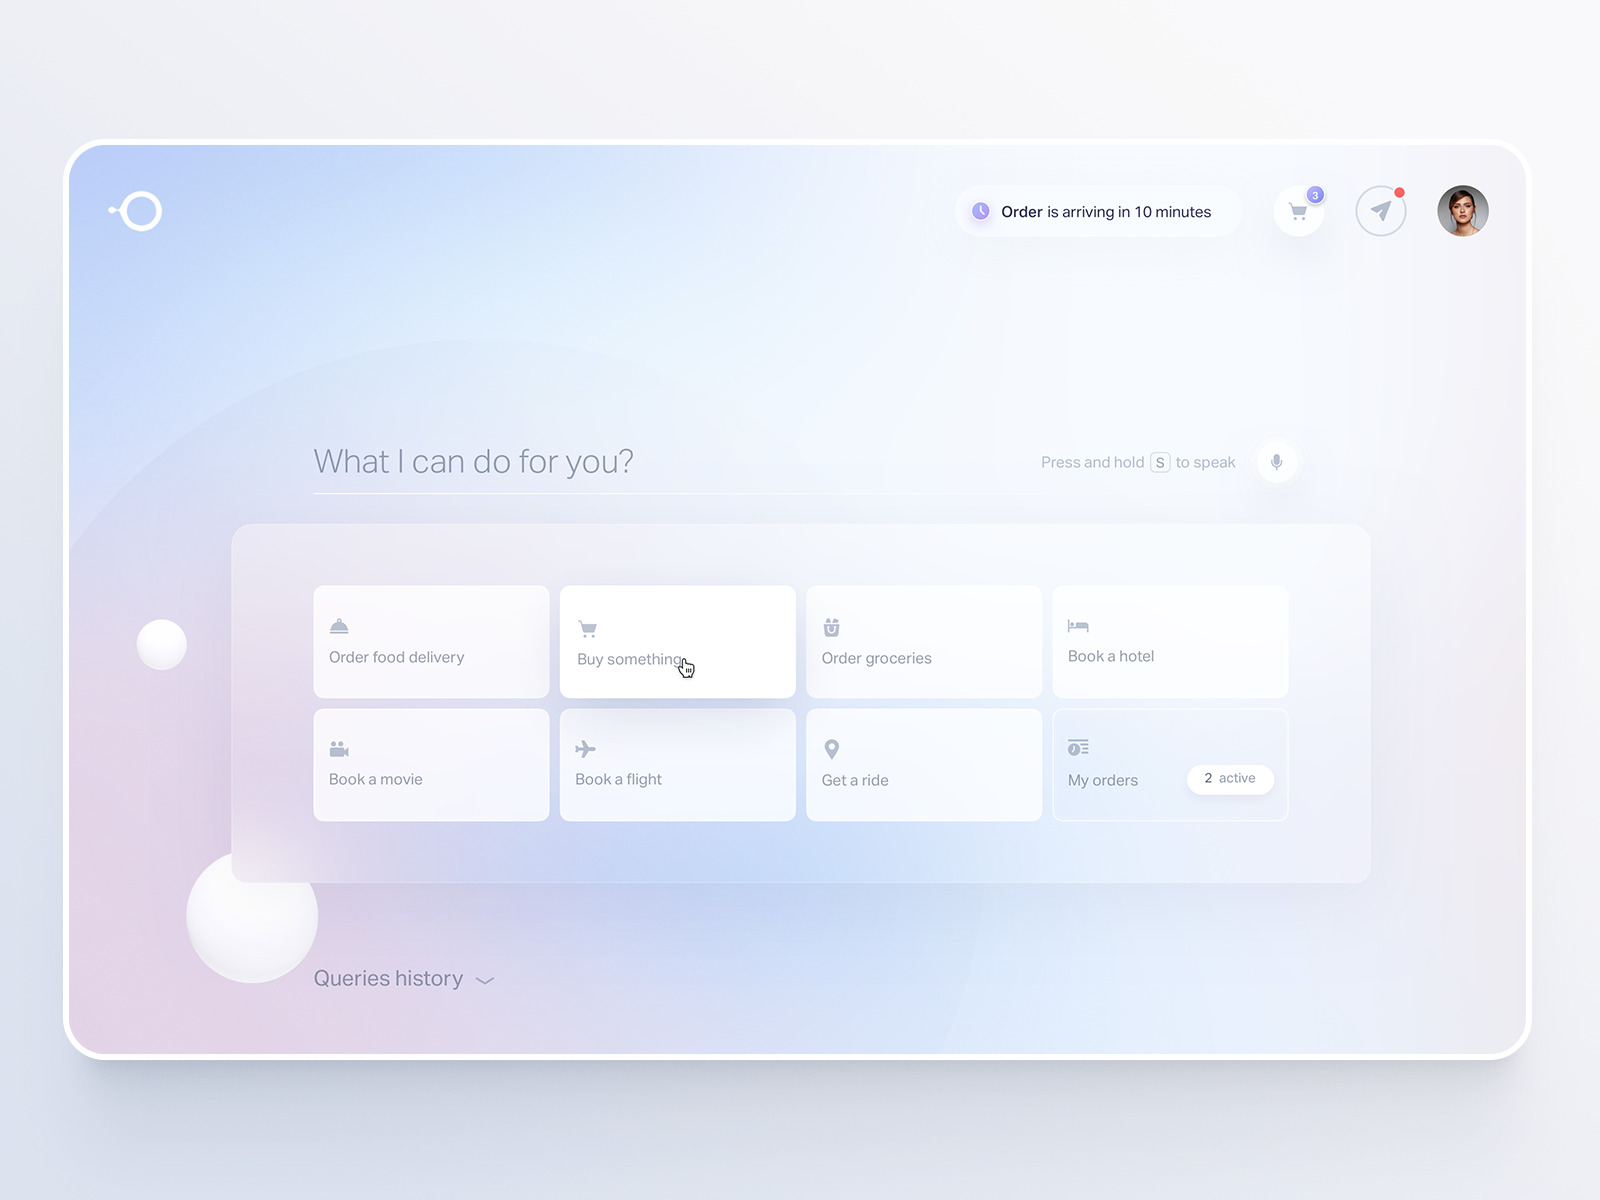 Order is arriving in 10 minutes
3
What I can do for you?
Press and hold S to speak
Order food delivery
Buy something
Order groceries
Book a hotel
Book a movie
Book a flight
Get a ride
My orders
2 active
Queries history